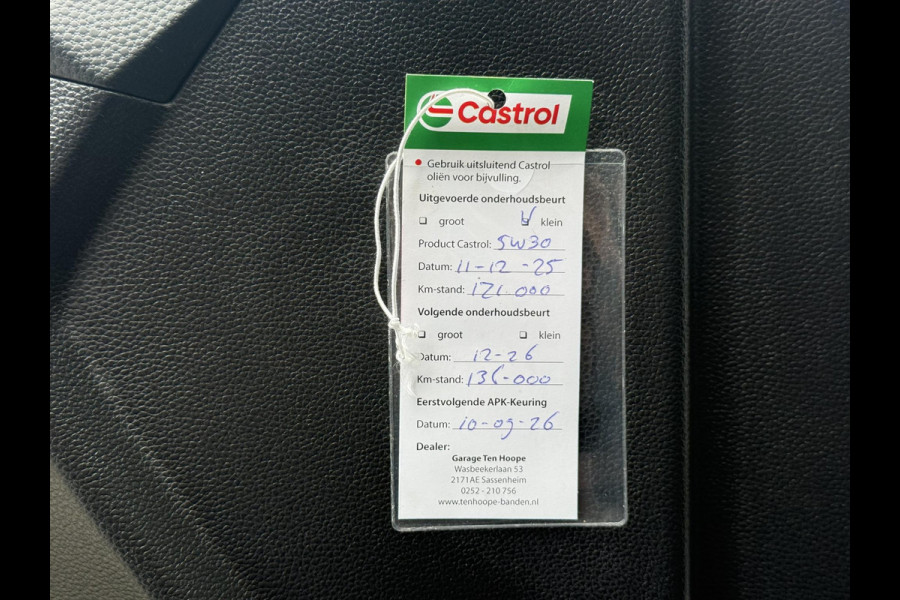 Castrol
Gebruik uitsluitend Castrol
oliën voor bijvulling.
Uitgevoerde onderhoudsbeurt
groot klein
Product Castrol: 5W30
Datum: 11-12-25
Km-stand: 121.000
Volgende onderhoudsbeurt
groot klein
Datum: 12-26
Km-stand: 136-000
Eerstvolgende APK-Keuring
Datum: 10-09-26
Dealer:
Garage Ten Hoope
Wasbeekerlaan 53
2171AE Sassenheim
0252 - 210 756
www.tenhoope-banden.nl